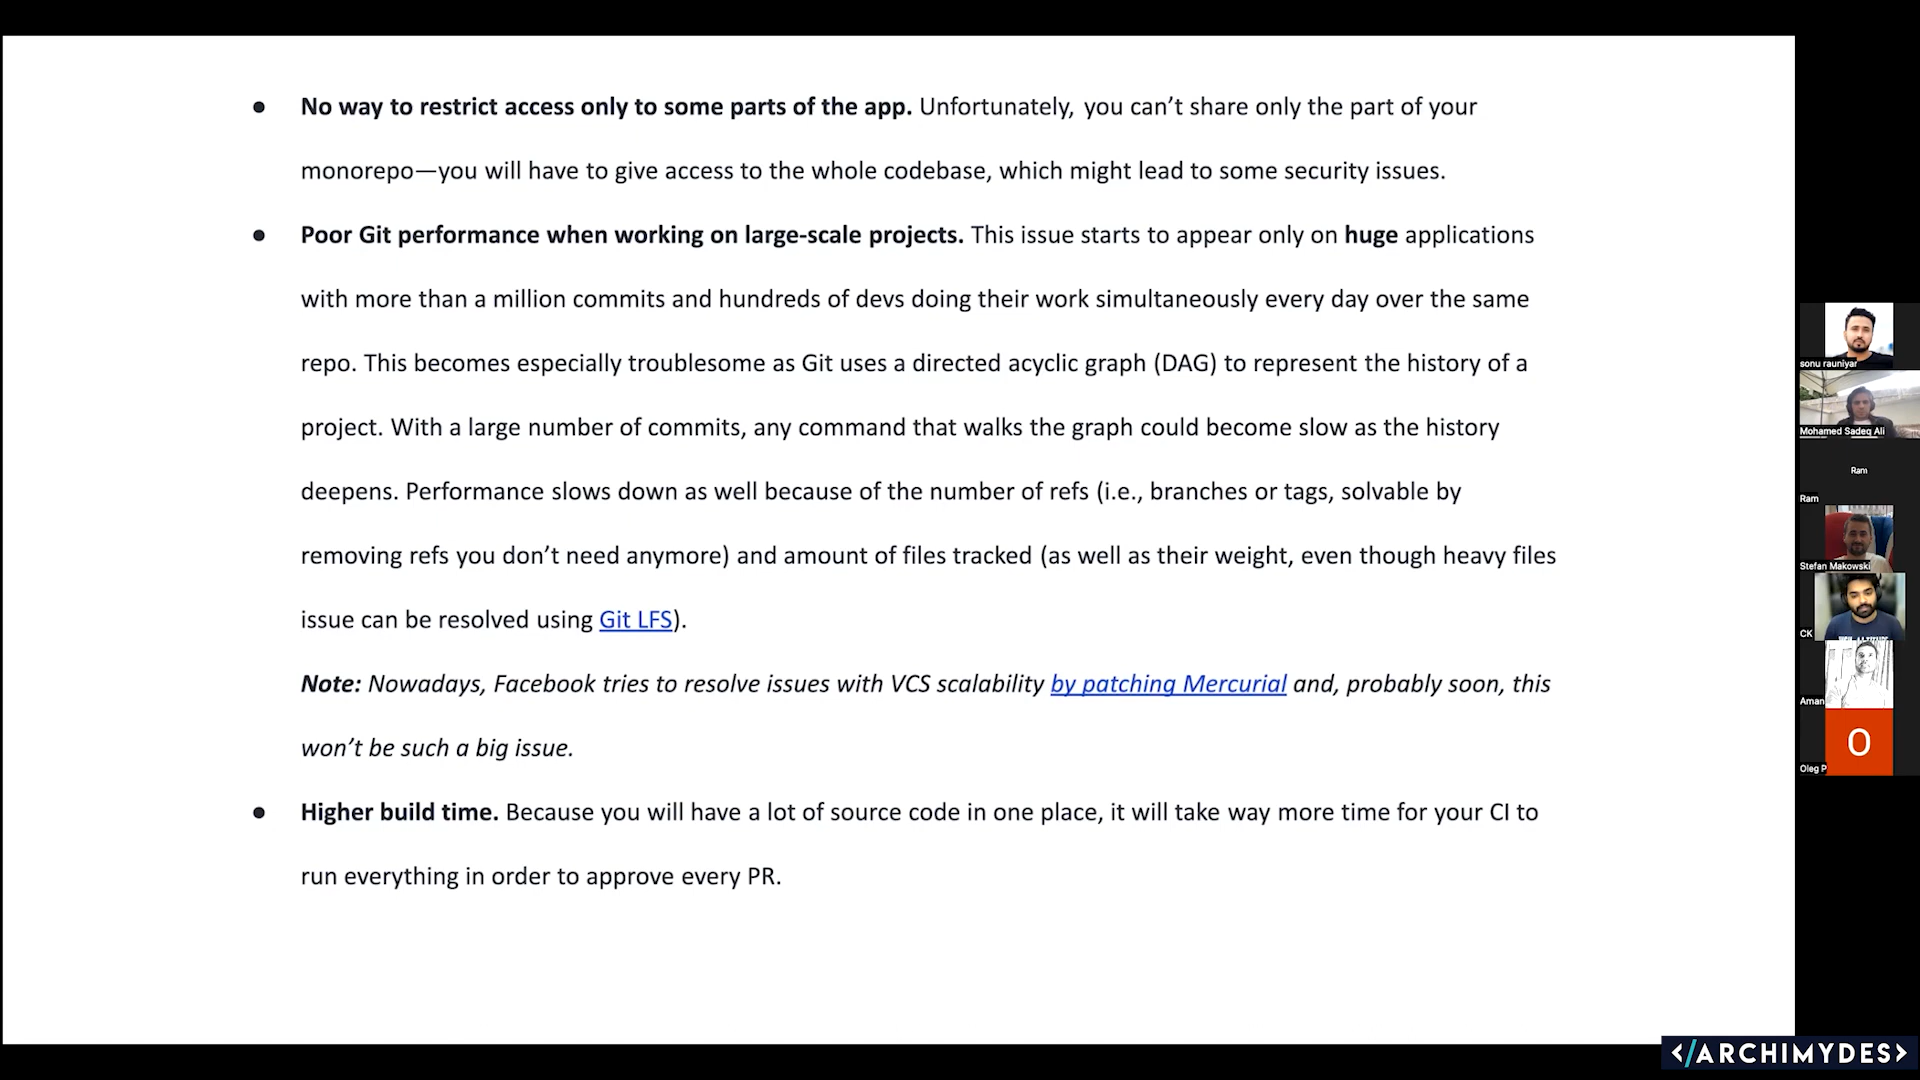 ● No way to restrict access only to some parts of the app. Unfortunately, you can’t share only the part of your
monorepo—you will have to give access to the whole codebase, which might lead to some security issues.
● Poor Git performance when working on large-scale projects. This issue starts to appear only on huge applications
with more than a million commits and hundreds of devs doing their work simultaneously every day over the same
repo. This becomes especially troublesome as Git uses a directed acyclic graph (DAG) to represent the history of a
project. With a large number of commits, any command that walks the graph could become slow as the history
deepens. Performance slows down as well because of the number of refs (i.e., branches or tags, solvable by
removing refs you don’t need anymore) and amount of files tracked (as well as their weight, even though heavy files
issue can be resolved using Git LFS).
Note: Nowadays, Facebook tries to resolve issues with VCS scalability by patching Mercurial and, probably soon, this
won’t be such a big issue.
● Higher build time. Because you will have a lot of source code in one place, it will take way more time for your CI to
run everything in order to approve every PR.
sonu rauniyar
Mohamed Sadeq Ali
Ram
Ram
Stefan Makowski
CK
Aman
O
Oleg P
</ARCHIMYDES>